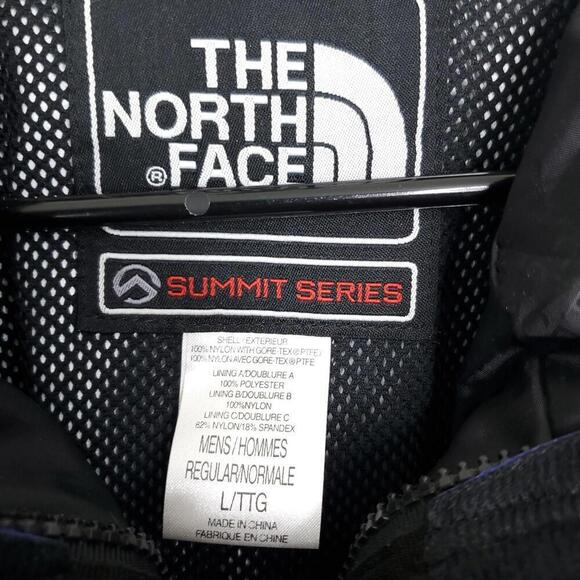 THE
NORTH
® FACE
SUMMIT SERIES
SHELL/EXTERIEUR
100% NYLON WITH GORE-TEX®PTFE/
100% NYLON AVEC GORE-TEX®PTFE
LINING A/DOUBLURE A
100% POLYESTER
LINING B/DOUBLURE B
100%NYLON
LINING C/DOUBLURE C
82% NYLON/18% SPANDEX
MENS/HOMMES
REGULAR/NORMALE
L/TTG
MADE IN CHINA
FABRIQUE EN CHINE